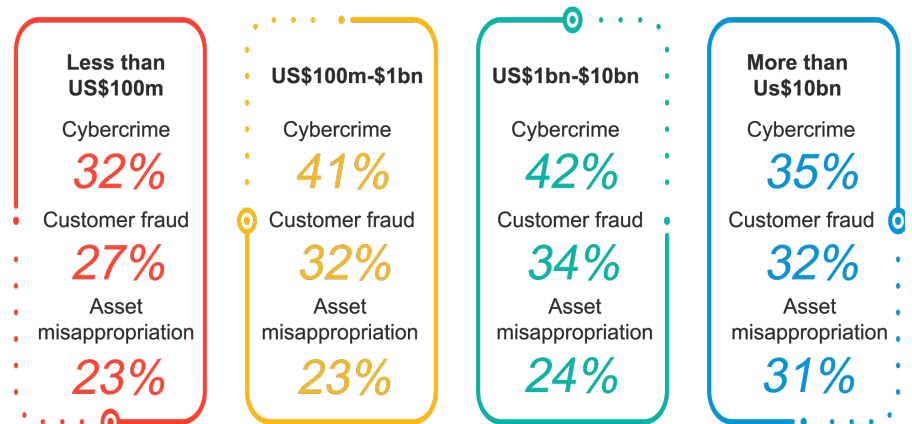 Less than
US$100m
Cybercrime
32%
Customer fraud
27%
Asset
misappropriation
23%
US$100m-$1bn
Cybercrime
41%
Customer fraud
32%
Asset
misappropriation
23%
US$1bn-$10bn
Cybercrime
42%
Customer fraud
34%
Asset
misappropriation
24%
More than
Us$10bn
Cybercrime
35%
Customer fraud
32%
Asset
misappropriation
31%